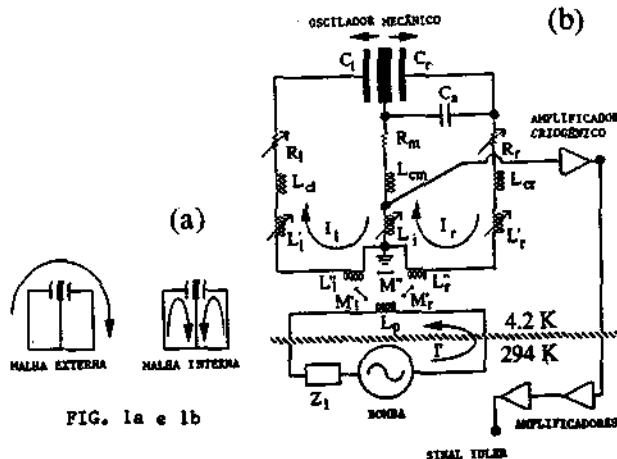 OSCILADOR MECÂNICO
(b)
C_l
C_r
C_a
AMPLIFICADOR
CRIOGÊNICO
R_l
R_m
R_r
L_cl
L_cm
L_cr
(a)
I_l
I_r
L'_l
L_i
L'_r
L''_l
M''
L''_r
M'_l
M'_r
L_p
4.2 K
294 K
I'
MALHA EXTERNA
MALHA INTERNA
Z_1
BOMBA
FIG. 1a e 1b
AMPLIFICADORES
SINAL IDLER